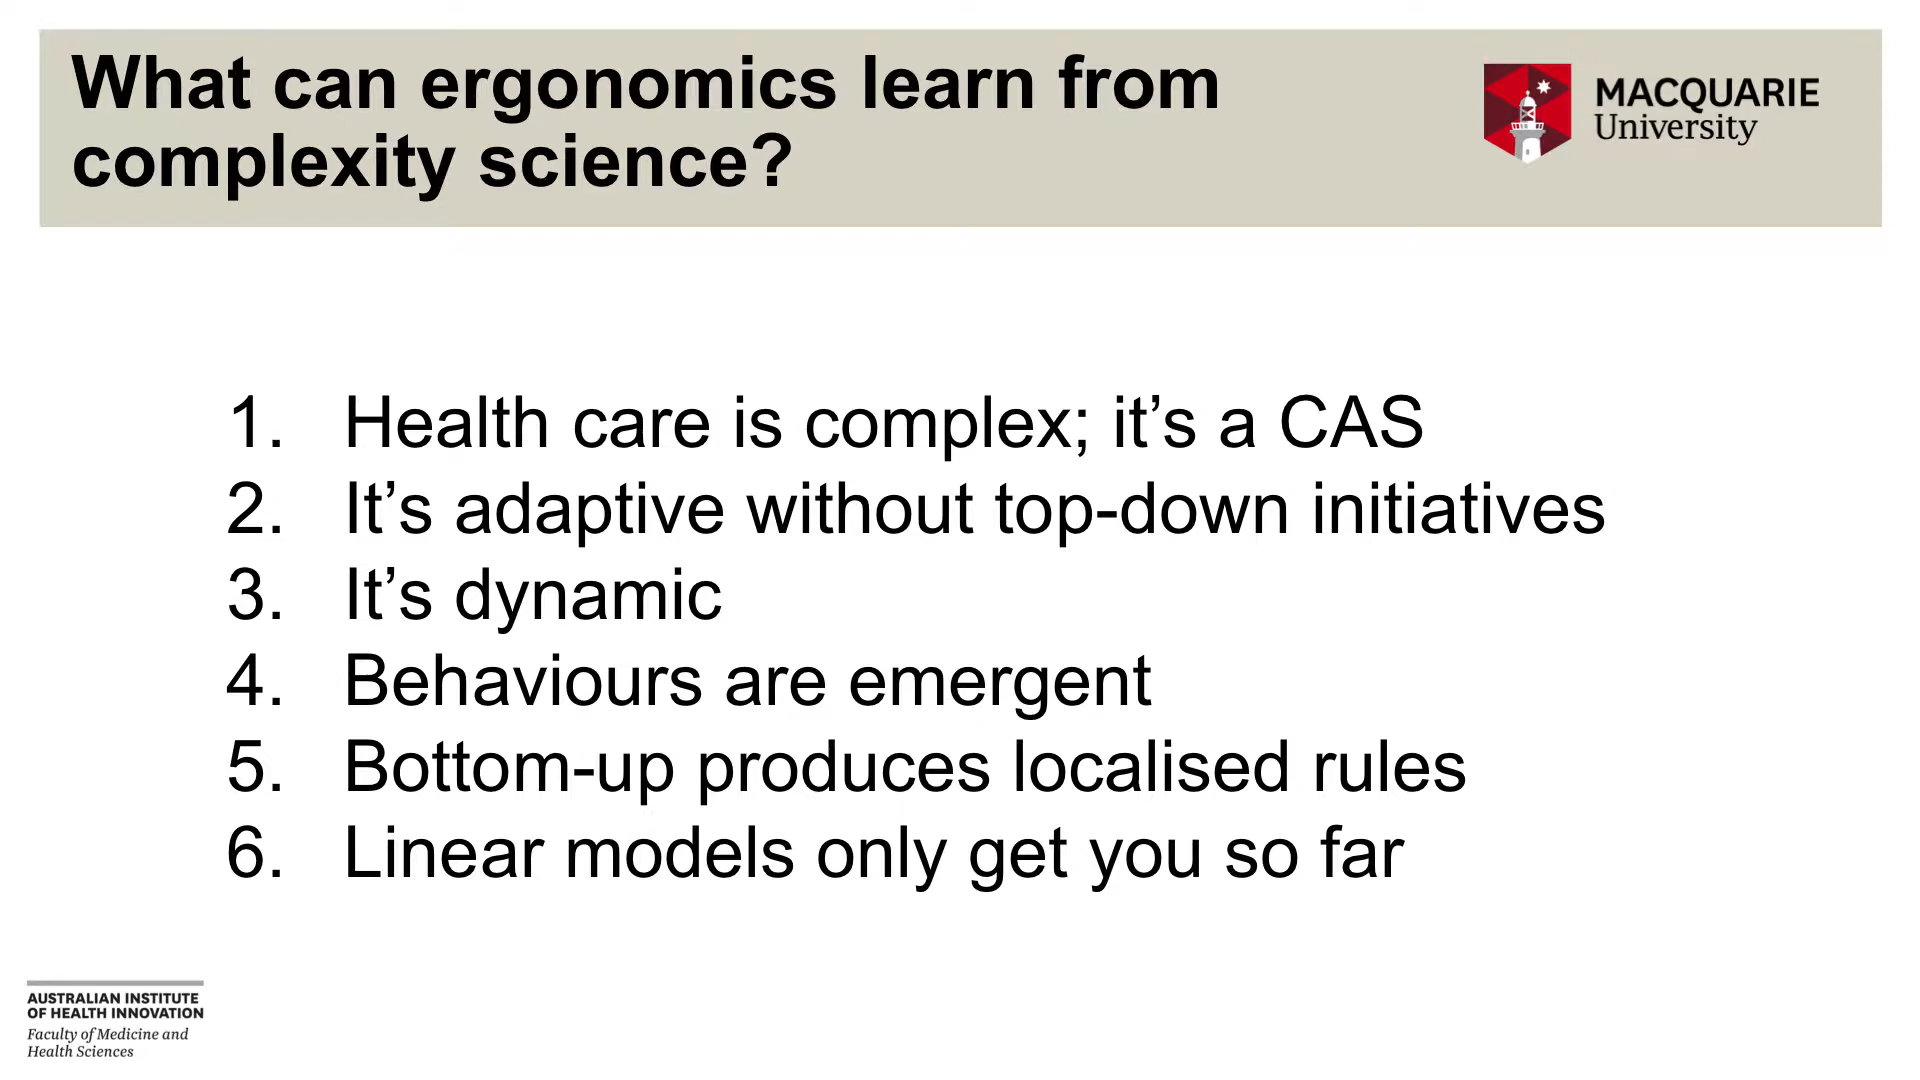 What can ergonomics learn from
complexity science?
MACQUARIE
University
1. Health care is complex; it’s a CAS
2. It’s adaptive without top-down initiatives
3. It’s dynamic
4. Behaviours are emergent
5. Bottom-up produces localised rules
6. Linear models only get you so far
AUSTRALIAN INSTITUTE
OF HEALTH INNOVATION
Faculty of Medicine and
Health Sciences